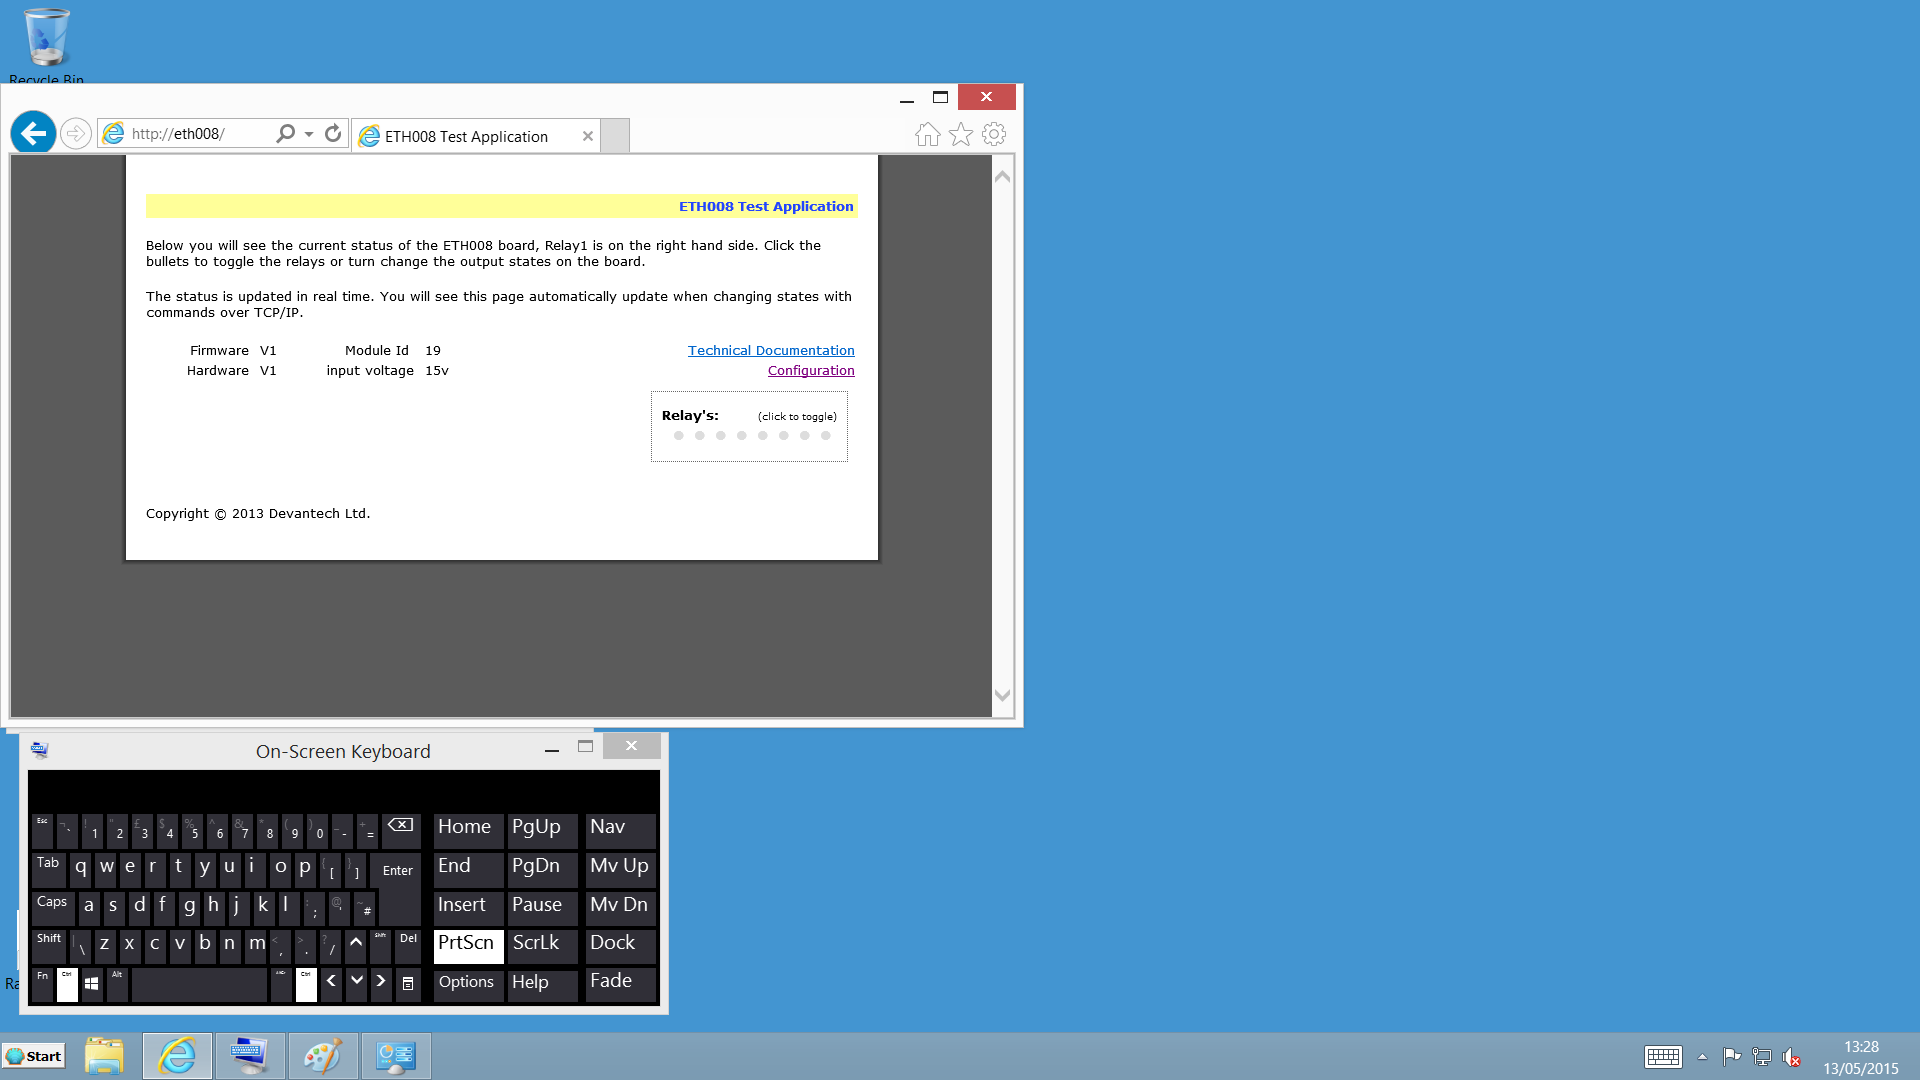 Recycle Bin
http://eth008/
ETH008 Test Application
ETH008 Test Application
Below you will see the current status of the ETH008 board, Relay1 is on the right hand side. Click the
bullets to toggle the relays or turn change the output states on the board.
The status is updated in real time. You will see this page automatically update when changing states with
commands over TCP/IP.
Firmware V1 Module Id 19 Technical Documentation
Hardware V1 input voltage 15v Configuration
Relay's: (click to toggle)
Copyright © 2013 Devantech Ltd.
On-Screen Keyboard
Esc ¬ ` ! 1 " 2 £ 3 $ 4 % 5 ^ 6 & 7 * 8 ( 9 ) 0 _ - + = Home PgUp Nav
Tab q w e r t y u i o p { [ } ] Enter End PgDn Mv Up
Caps a s d f g h j k l : ; @ ' ~ # Insert Pause Mv Dn
Shift | \ z x c v b n m < , > . ? / Shift Del PrtScn ScrLk Dock
Fn Ctrl Alt Ctrl Options Help Fade
Ra
Start
13:28
13/05/2015